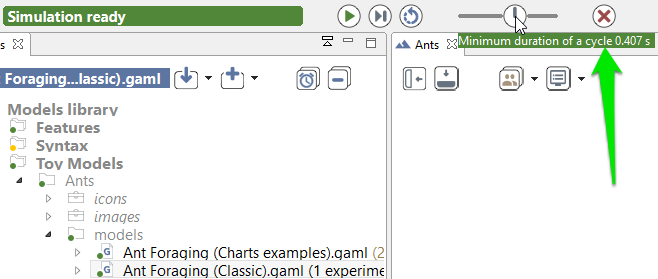 Simulation ready
s
Ants
Minimum duration of a cycle 0.407 s
Foraging...lassic).gaml
Models library
Features
Syntax
Toy Models
Ants
icons
images
models
G Ant Foraging (Charts examples).gaml (2
G Ant Foraging (Classic).gaml (1 experime